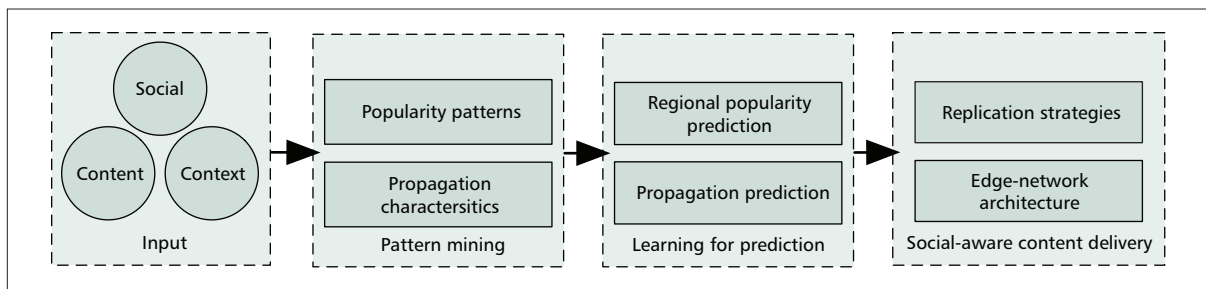 Social
Content
Context
Input
Popularity patterns
Propagation
charactersitics
Pattern mining
Regional popularity
prediction
Propagation prediction
Learning for prediction
Replication strategies
Edge-network
architecture
Social-aware content delivery